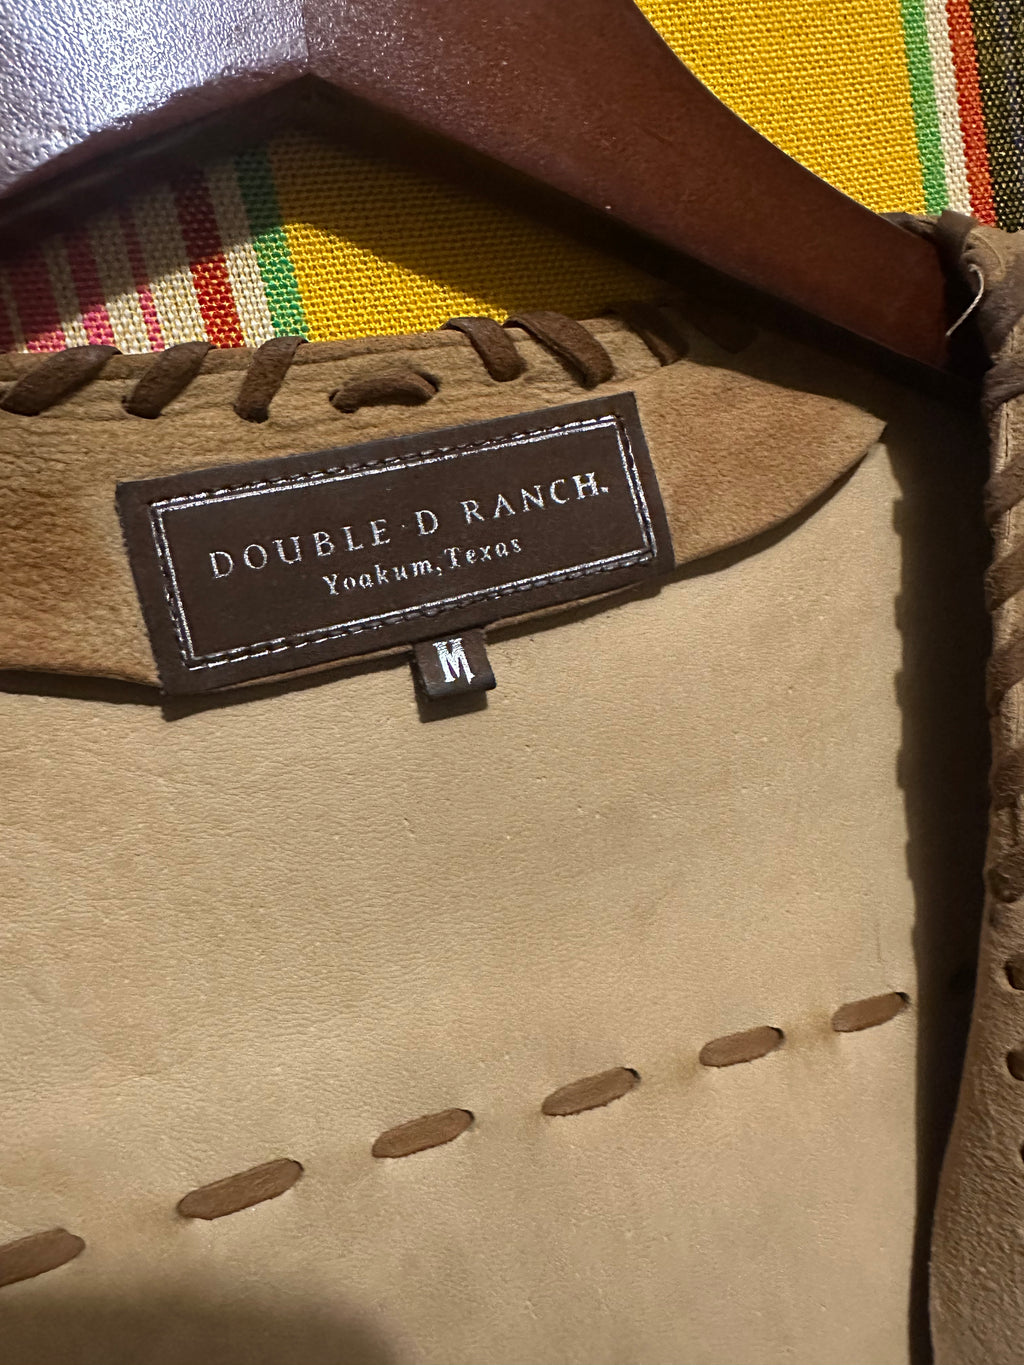 DOUBLE D RANCH.
Yoakum, Texas
M